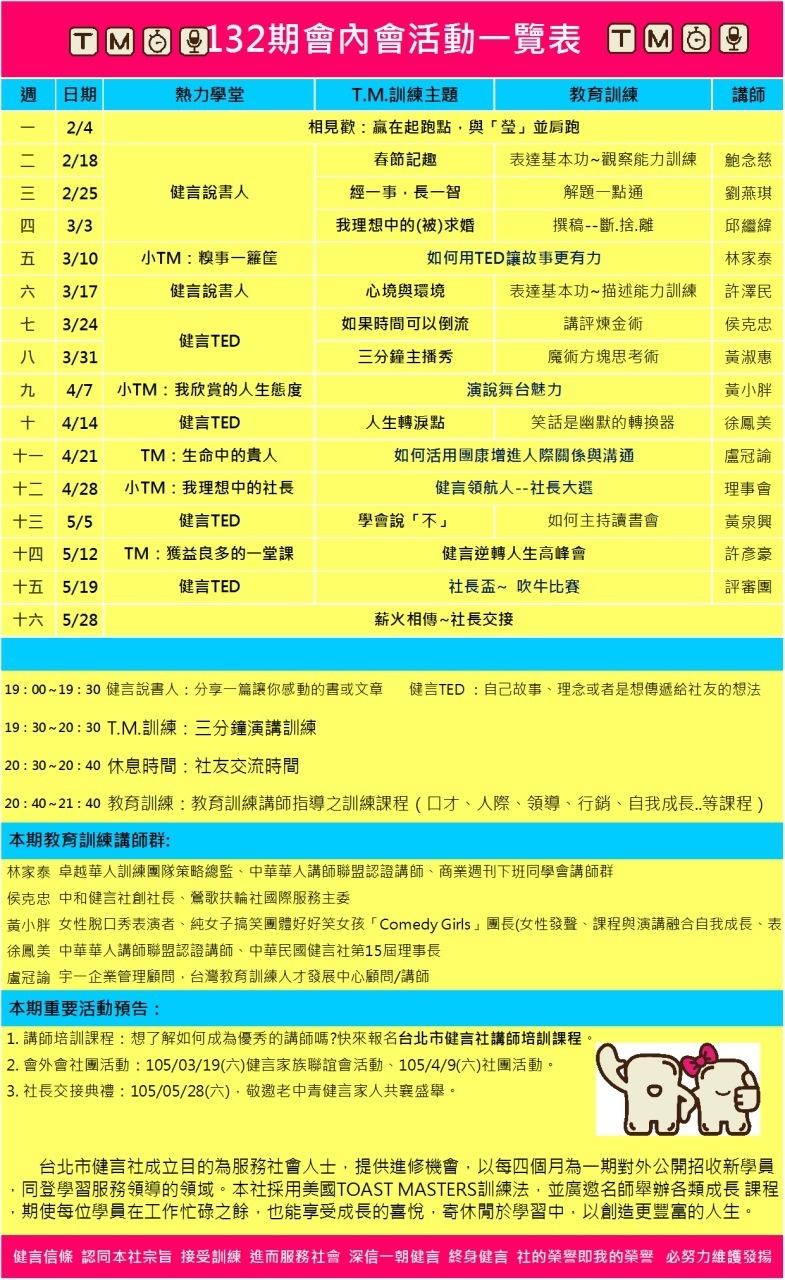 TM 132期會內會活動一覽表 TM
週 日期 熱力學堂 T.M.訓練主題 教育訓練 講師
一 2/4 相見歡：贏在起跑點，與「瑩」並肩跑
二 2/18 春節記趣 表達基本功~觀察能力訓練 鮑念慈
三 2/25 健言說書人 經一事，長一智 解題一點通 劉燕琪
四 3/3 我理想中的(被)求婚 撰稿--斷.捨.離 邱繼緯
五 3/10 小TM：糗事一籮筐 如何用TED讓故事更有力 林家泰
六 3/17 健言說書人 心境與環境 表達基本功~描述能力訓練 許澤民
七 3/24 健言TED 如果時間可以倒流 講評煉金術 侯克忠
八 3/31 三分鐘主播秀 魔術方塊思考術 黃淑惠
九 4/7 小TM：我欣賞的人生態度 演說舞台魅力 黃小胖
十 4/14 健言TED 人生轉淚點 笑話是幽默的轉換器 徐鳳美
十一 4/21 TM：生命中的貴人 如何活用團康增進人際關係與溝通 盧冠諭
十二 4/28 小TM：我理想中的社長 健言領航人--社長大選 理事會
十三 5/5 健言TED 學會說「不」 如何主持讀書會 黃泉興
十四 5/12 TM：獲益良多的一堂課 健言逆轉人生高峰會 許彥豪
十五 5/19 健言TED 社長盃~ 吹牛比賽 評審團
十六 5/28 薪火相傳~社長交接
19：00~19：30 健言說書人：分享一篇讓你感動的書或文章 健言TED ：自己故事、理念或者是想傳遞給社友的想法
19：30~20：30 T.M.訓練：三分鐘演講訓練
20：30~20：40 休息時間：社友交流時間
20：40~21：40 教育訓練：教育訓練講師指導之訓練課程（口才、人際、領導、行銷、自我成長..等課程）
本期教育訓練講師群:
林家泰 卓越華人訓練團隊策略總監、中華華人講師聯盟認證講師、商業週刊下班同學會講師群
侯克忠 中和健言社創社長、鶯歌扶輪社國際服務主委
黃小胖 女性脫口秀表演者、純女子搞笑團體好好笑女孩「Comedy Girls」團長(女性發聲、課程與演講融合自我成長、表
徐鳳美 中華華人講師聯盟認證講師、中華民國健言社第15屆理事長
盧冠諭 宇一企業管理顧問，台灣教育訓練人才發展中心顧問/講師
本期重要活動預告：
1. 講師培訓課程：想了解如何成為優秀的講師嗎?快來報名台北市健言社講師培訓課程。
2. 會外會社團活動：105/03/19(六)健言家族聯誼會活動、105/4/9(六)社團活動。
3. 社長交接典禮：105/05/28(六)，敬邀老中青健言家人共襄盛舉。
台北市健言社成立目的為服務社會人士，提供進修機會，以每四個月為一期對外公開招收新學員
，同登學習服務領導的領域。本社採用美國TOAST MASTERS訓練法，並廣邀名師舉辦各類成長 課程
，期使每位學員在工作忙碌之餘，也能享受成長的喜悅，寄休閒於學習中，以創造更豐富的人生。
健言信條 認同本社宗旨 接受訓練 進而服務社會 深信一朝健言 終身健言 社的榮譽即我的榮譽 必努力維護發揚